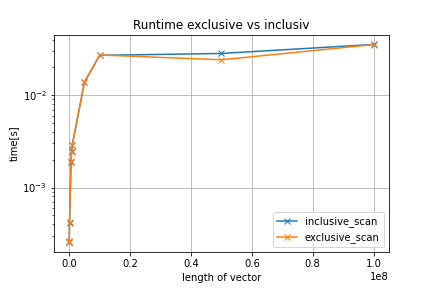 Runtime exclusive vs inclusiv
time[s]
10^-2
10^-3
inclusive_scan
exclusive_scan
0.0 0.2 0.4 0.6 0.8 1.0
1e8
length of vector